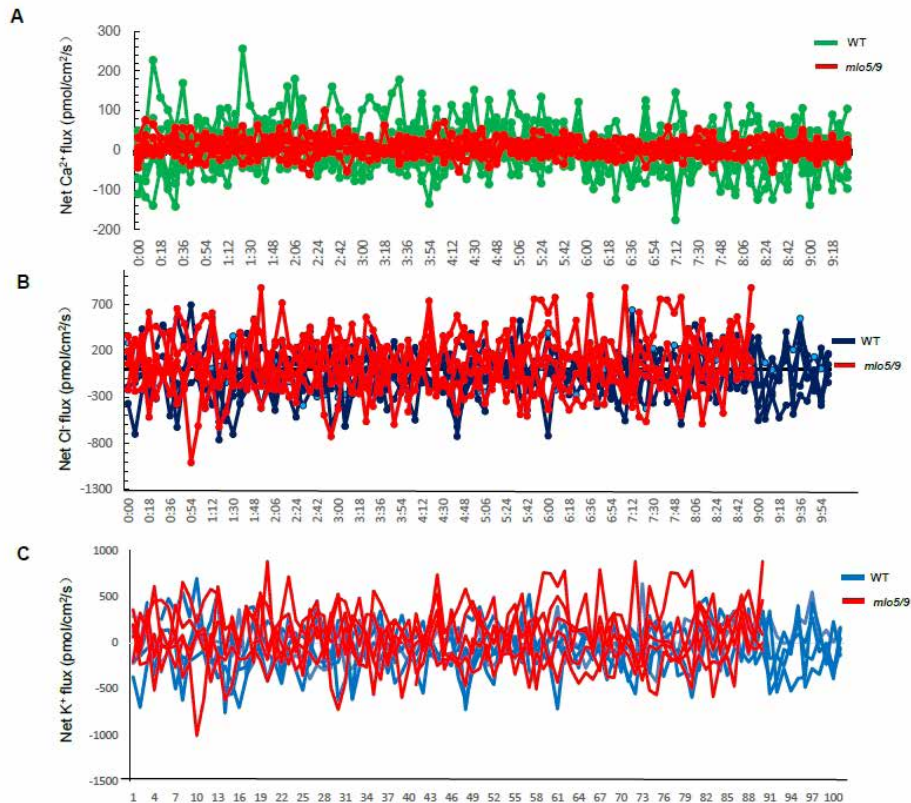 A
Net Ca²⁺ flux (pmol/cm²/s)
300
200
100
0
-100
-200
WT
mlo5/9
0:00 0:18 0:36 0:54 1:12 1:30 1:48 2:06 2:24 2:42 3:00 3:18 3:36 3:54 4:12 4:30 4:48 5:06 5:24 5:42 6:00 6:18 6:36 6:54 7:12 7:30 7:48 8:06 8:24 8:42 9:00 9:18
B
Net Cl⁻ flux (pmol/cm²/s)
700
200
-300
-800
-1300
WT
mlo5/9
0:00 0:18 0:36 0:54 1:12 1:30 1:48 2:06 2:24 2:42 3:00 3:18 3:36 3:54 4:12 4:30 4:48 5:06 5:24 5:42 6:00 6:18 6:36 6:54 7:12 7:30 7:48 8:06 8:24 8:42 9:00 9:18 9:36 9:54
C
Net K⁺ flux (pmol/cm²/s)
1000
500
0
-500
-1000
-1500
WT
mlo5/9
1 4 7 10 13 16 19 22 25 28 31 34 37 40 43 46 49 52 55 58 61 64 67 70 73 76 79 82 85 88 91 94 97 100